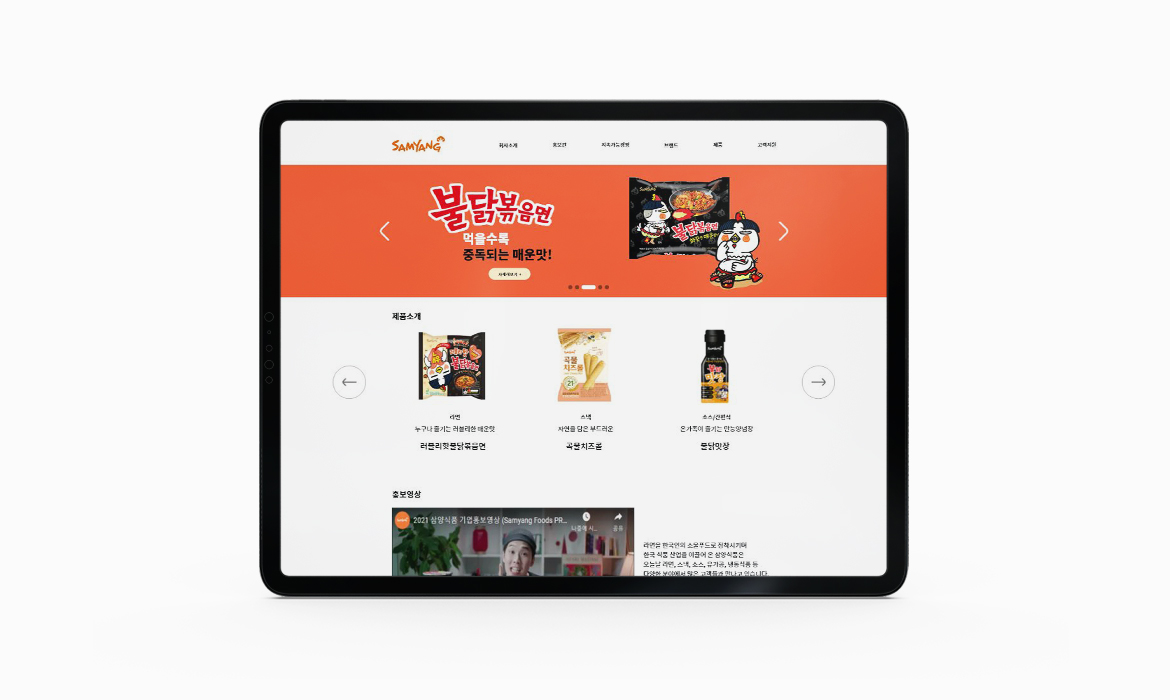 SAMYANG
회사소개 홍보센터 지속가능경영 브랜드 제품 고객지원
불닭볶음면
먹을수록
중독되는 매운맛!
자세히보기 +
제품소개
곡물
치즈롤
21
라면 스낵 소스/간편식
누구나 즐기는 러블리한 매운맛 자연을 담은 부드러운 온가족이 즐기는 만능양념장
러블리핫불닭볶음면 곡물치즈롤 불닭맛장
홍보영상
2021 삼양식품 기업홍보영상 (Samyang Foods PR...
나중에 시... 공유
라면을 한국인의 소울푸드로 정착시키며
한국 식품 산업을 이끌어 온 삼양식품은
오늘날 라면, 스낵, 소스, 유가공, 냉동식품 등
다양한 분야에서 많은 고객들과 만나고 있습니다.